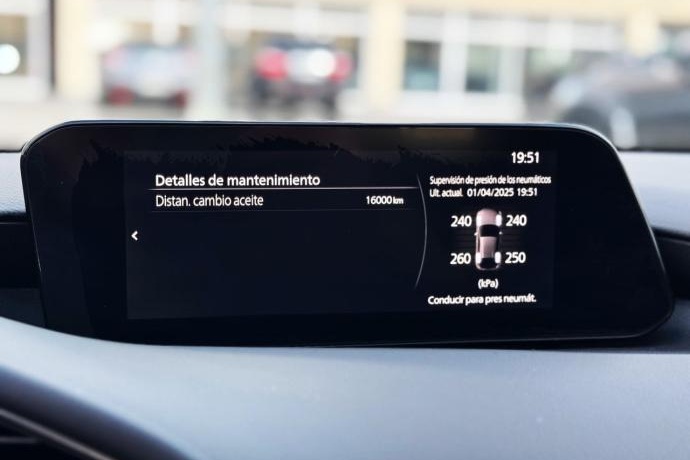 19:51
Detalles de mantenimiento
Distan. cambio aceite 16000 km
Supervisión de presión de los neumáticos
Ult. actual. 01/04/2025 19:51
240 240
260 250
(kPa)
Conducir para pres neumát.